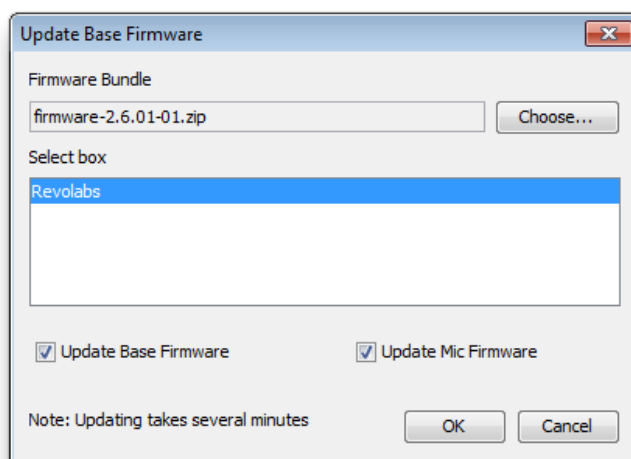 Update Base Firmware
Firmware Bundle
firmware-2.6.01-01.zip
Choose...
Select box
Revolabs
Update Base Firmware
Update Mic Firmware
Note: Updating takes several minutes
OK
Cancel